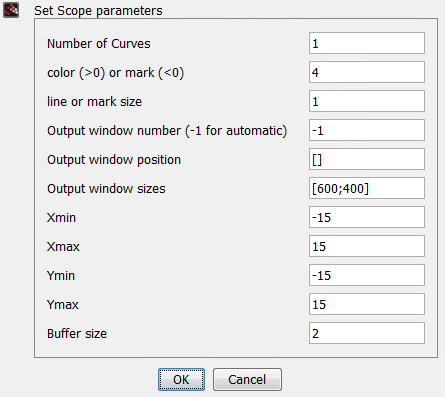 Set Scope parameters
Number of Curves 1
color (>0) or mark (<0) 4
line or mark size 1
Output window number (-1 for automatic) -1
Output window position []
Output window sizes [600;400]
Xmin -15
Xmax 15
Ymin -15
Ymax 15
Buffer size 2
OK Cancel